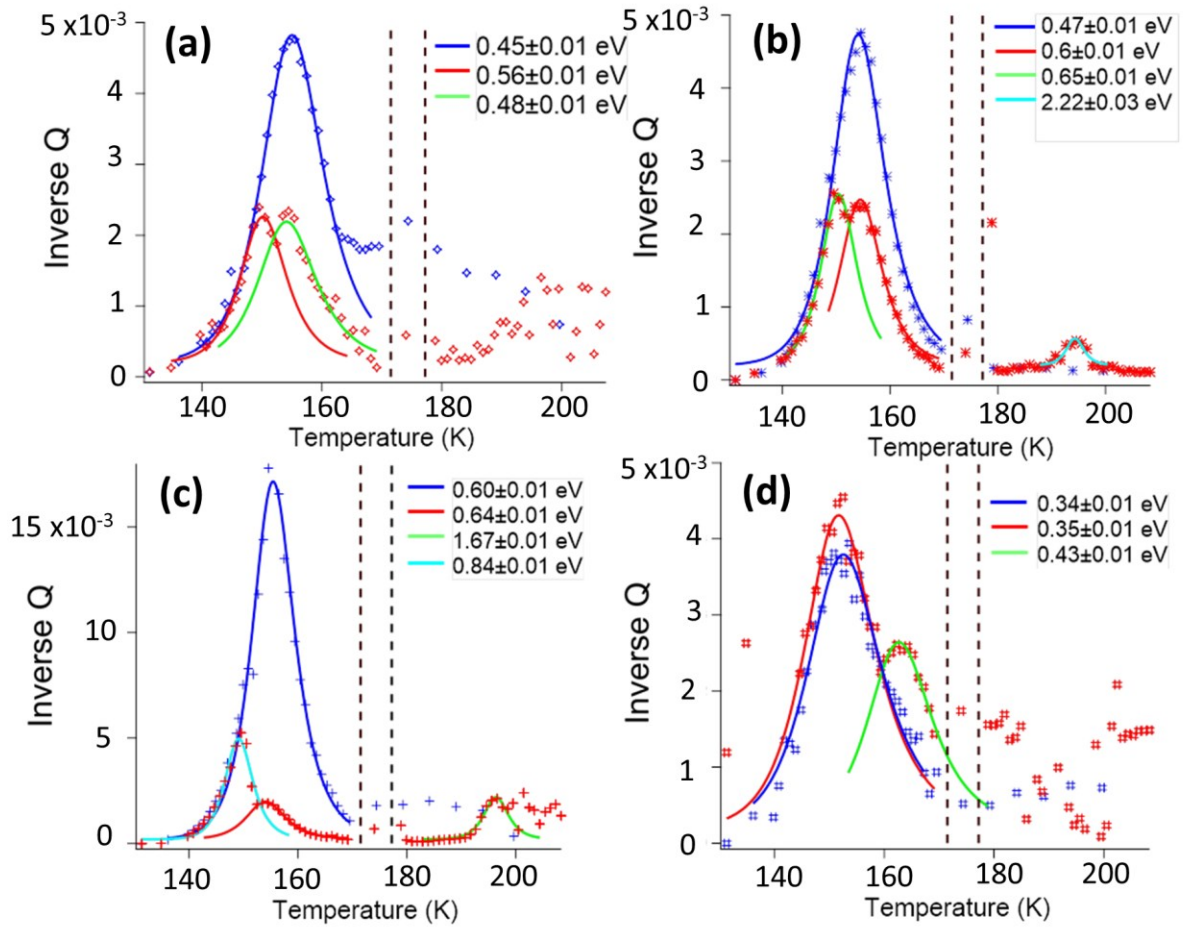 (a)
5 x10-3
4
3
2
1
0
Inverse Q
0.45±0.01 eV
0.56±0.01 eV
0.48±0.01 eV
140 160 180 200
Temperature (K)
(b)
5 x10-3
4
3
2
1
0
Inverse Q
0.47±0.01 eV
0.6±0.01 eV
0.65±0.01 eV
2.22±0.03 eV
140 160 180 200
Temperature (K)
(c)
15 x10-3
10
5
0
Inverse Q
0.60±0.01 eV
0.64±0.01 eV
1.67±0.01 eV
0.84±0.01 eV
140 160 180 200
Temperature (K)
(d)
5 x10-3
4
3
2
1
0
Inverse Q
0.34±0.01 eV
0.35±0.01 eV
0.43±0.01 eV
140 160 180 200
Temperature (K)